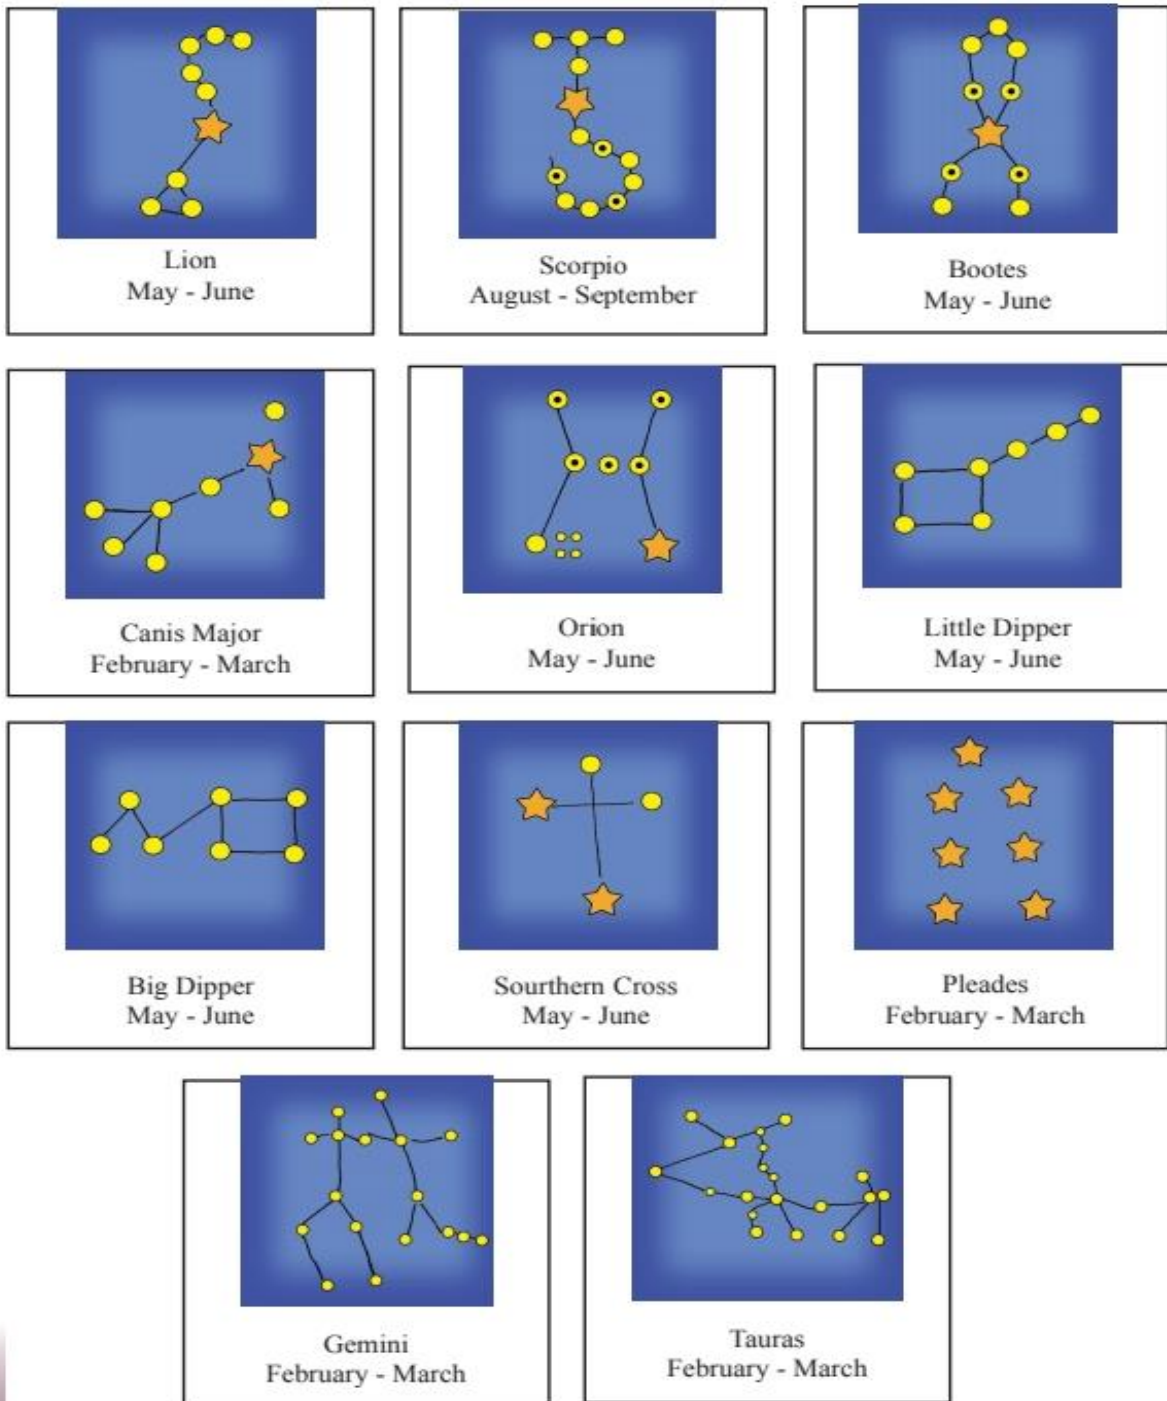 Lion
May - June
Scorpio
August - September
Bootes
May - June
Canis Major
February - March
Orion
May - June
Little Dipper
May - June
Big Dipper
May - June
Sourthern Cross
May - June
Pleades
February - March
Gemini
February - March
Tauras
February - March